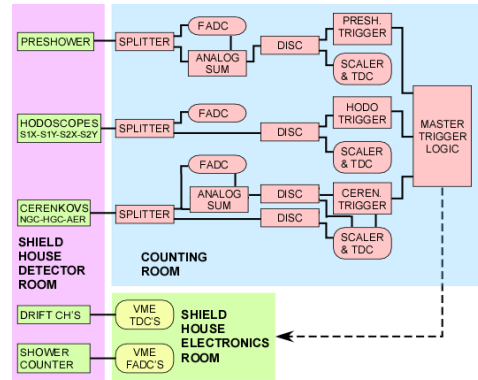 PRESHOWER
SPLITTER
FADC
ANALOG
SUM
DISC
PRESH.
TRIGGER
SCALER
& TDC
HODOSCOPES
S1X-S1Y-S2X-S2Y
SPLITTER
FADC
DISC
HODO
TRIGGER
SCALER
& TDC
MASTER
TRIGGER
LOGIC
CERENKOVS
NGC-HGC-AER
SPLITTER
FADC
ANALOG
SUM
DISC
DISC
CEREN.
TRIGGER
SCALER
& TDC
SHIELD
HOUSE
DETECTOR
ROOM
COUNTING
ROOM
DRIFT CH'S
VME
TDC'S
SHOWER
COUNTER
VME
FADC'S
SHIELD
HOUSE
ELECTRONICS
ROOM